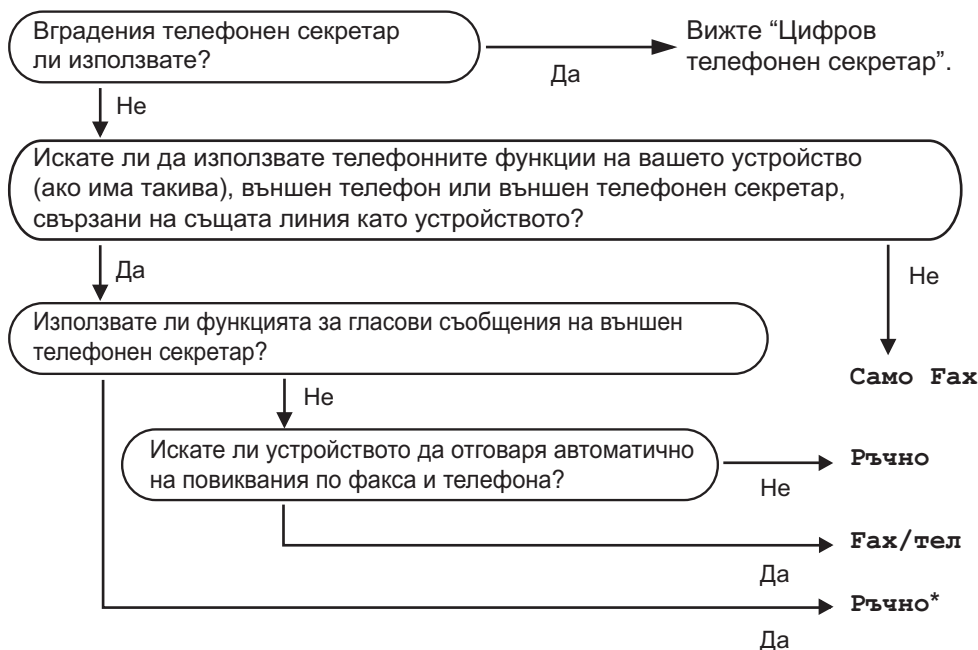 Вградения телефонен секретар
ли използвате?
Да
Вижте “Цифров
телефонен секретар”.
Не
Искате ли да използвате телефонните функции на вашето устройство
(ако има такива), външен телефон или външен телефонен секретар,
свързани на същата линия като устройството?
Да
Не
Използвате ли функцията за гласови съобщения на външен
телефонен секретар?
Само Fax
Не
Искате ли устройството да отговаря автоматично
на повиквания по факса и телефона?
Ръчно
Не
Fax/тел
Да
Ръчно*
Да